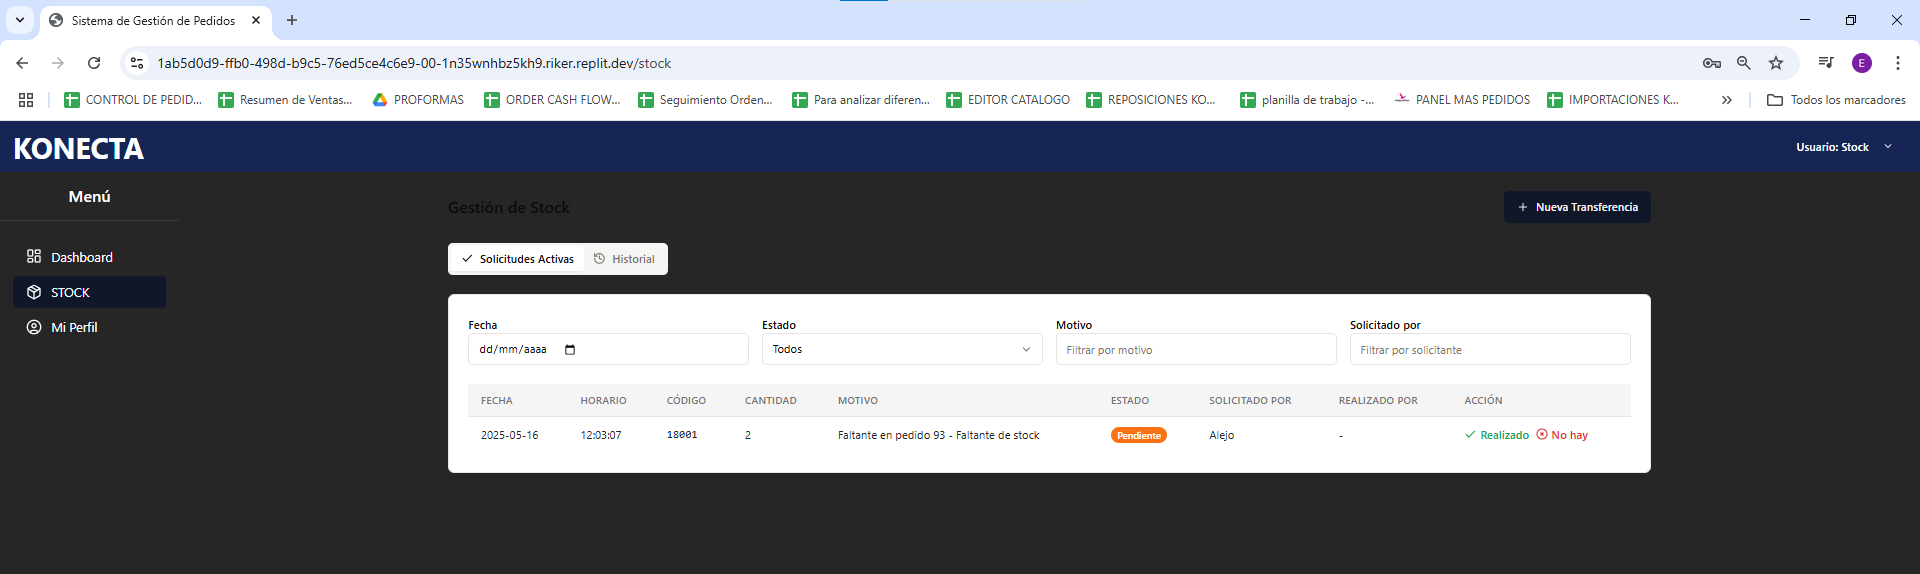 Sistema de Gestión de Pedidos
1ab5d0d9-ffb0-498d-b9c5-76ed5ce4c6e9-00-1n35wnhbz5kh9.riker.replit.dev/stock
E
CONTROL DE PEDID... Resumen de Ventas... PROFORMAS ORDER CASH FLOW... Seguimiento Orden... Para analizar diferen... EDITOR CATALOGO REPOSICIONES KO... planilla de trabajo -... PANEL MAS PEDIDOS IMPORTACIONES K... Todos los marcadores
KONECTA
Usuario: Stock
Menú
Dashboard
STOCK
Mi Perfil
Gestión de Stock
Nueva Transferencia
Solicitudes Activas Historial
Fecha Estado Motivo Solicitado por
dd/mm/aaaa Todos Filtrar por motivo Filtrar por solicitante
FECHA HORARIO CÓDIGO CANTIDAD MOTIVO ESTADO SOLICITADO POR REALIZADO POR ACCIÓN
2025-05-16 12:03:07 18001 2 Faltante en pedido 93 - Faltante de stock Pendiente Alejo - Realizado No hay